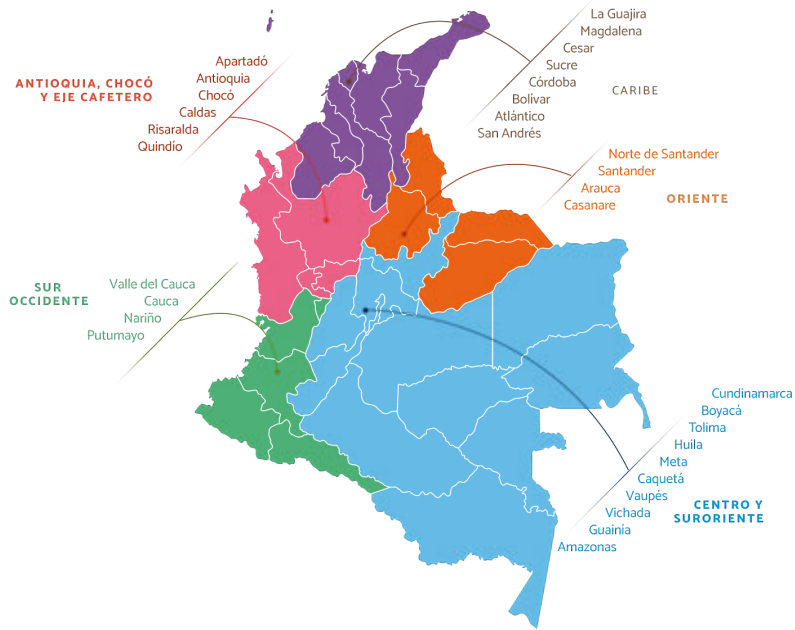 La Guajira
Magdalena
Cesar
Sucre
Córdoba
Bolívar
Atlántico
San Andrés
CARIBE
Apartadó
Antioquia
Chocó
Caldas
Risaralda
Quindío
ANTIOQUIA, CHOCÓ
Y EJE CAFETERO
Norte de Santander
Santander
Arauca
Casanare
ORIENTE
SUR
OCCIDENTE
Valle del Cauca
Cauca
Nariño
Putumayo
Cundinamarca
Boyacá
Tolima
Huila
Meta
Caquetá
Vaupés
Vichada
Guainía
Amazonas
CENTRO Y
SURORIENTE